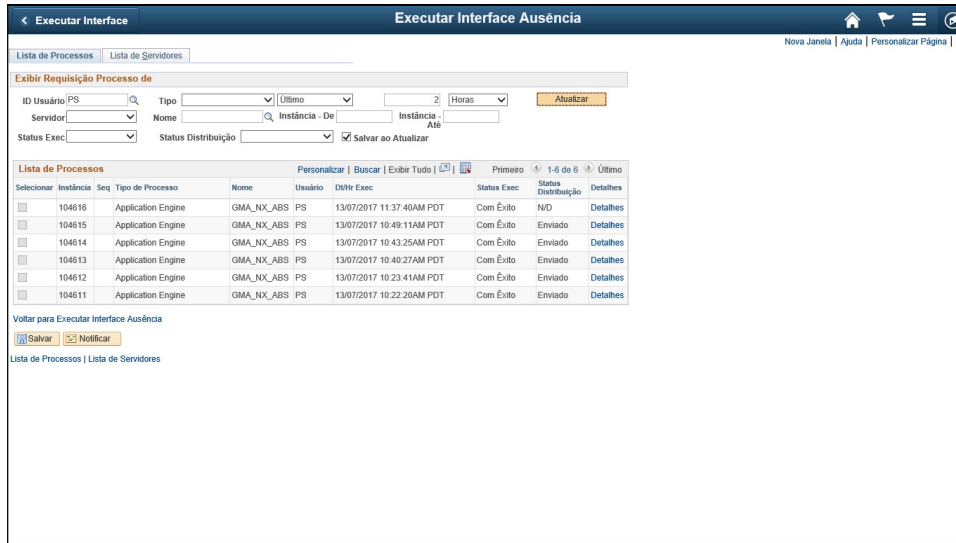 Executar Interface
Executar Interface Ausência
Nova Janela | Ajuda | Personalizar Página |
Lista de Processos Lista de Servidores
Exibir Requisição Processo de
ID Usuário PS Tipo Último 2 Horas Atualizar
Servidor Nome Instância - De Instância - Até
Status Exec Status Distribuição Salvar ao Atualizar
Lista de Processos Personalizar | Buscar | Exibir Tudo | | Primeiro 1-6 de 6 Último
Selecionar Instância Seq Tipo de Processo Nome Usuário Dt/Hr Exec Status Exec Status Distribuição Detalhes
104616 Application Engine GMA_NX_ABS PS 13/07/2017 11:37:40AM PDT Com Êxito N/D Detalhes
104615 Application Engine GMA_NX_ABS PS 13/07/2017 10:49:11AM PDT Com Êxito Enviado Detalhes
104614 Application Engine GMA_NX_ABS PS 13/07/2017 10:43:25AM PDT Com Êxito Enviado Detalhes
104613 Application Engine GMA_NX_ABS PS 13/07/2017 10:40:27AM PDT Com Êxito Enviado Detalhes
104612 Application Engine GMA_NX_ABS PS 13/07/2017 10:23:41AM PDT Com Êxito Enviado Detalhes
104611 Application Engine GMA_NX_ABS PS 13/07/2017 10:22:20AM PDT Com Êxito Enviado Detalhes
Voltar para Executar Interface Ausência
Salvar Notificar
Lista de Processos | Lista de Servidores